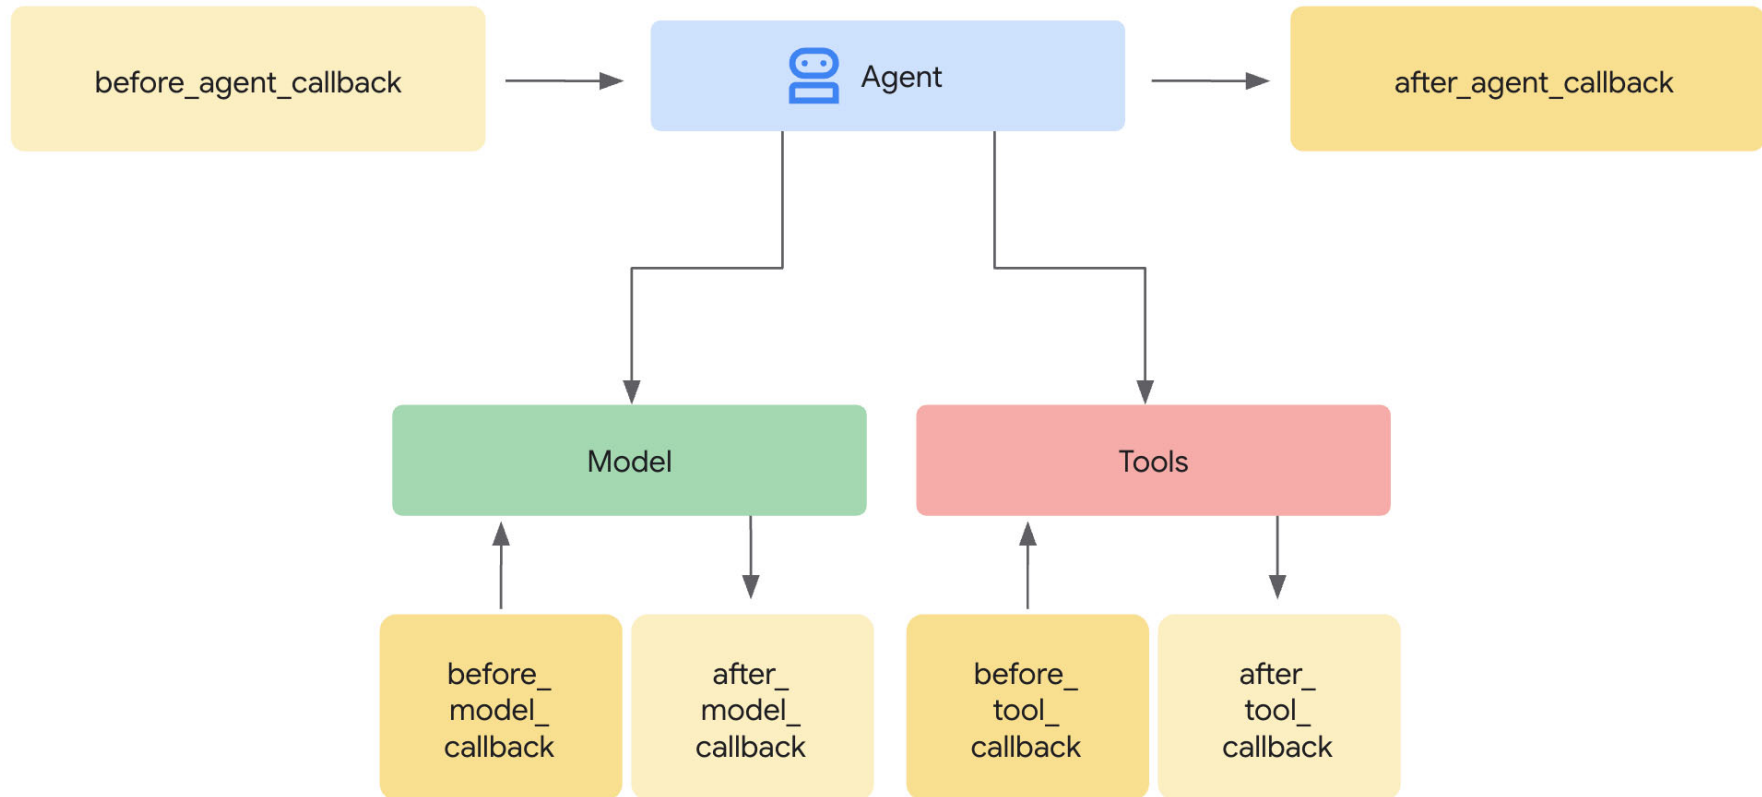 before_agent_callback
Agent
after_agent_callback
Model
Tools
before_
model_
callback
after_
model_
callback
before_
tool_
callback
after_
tool_
callback